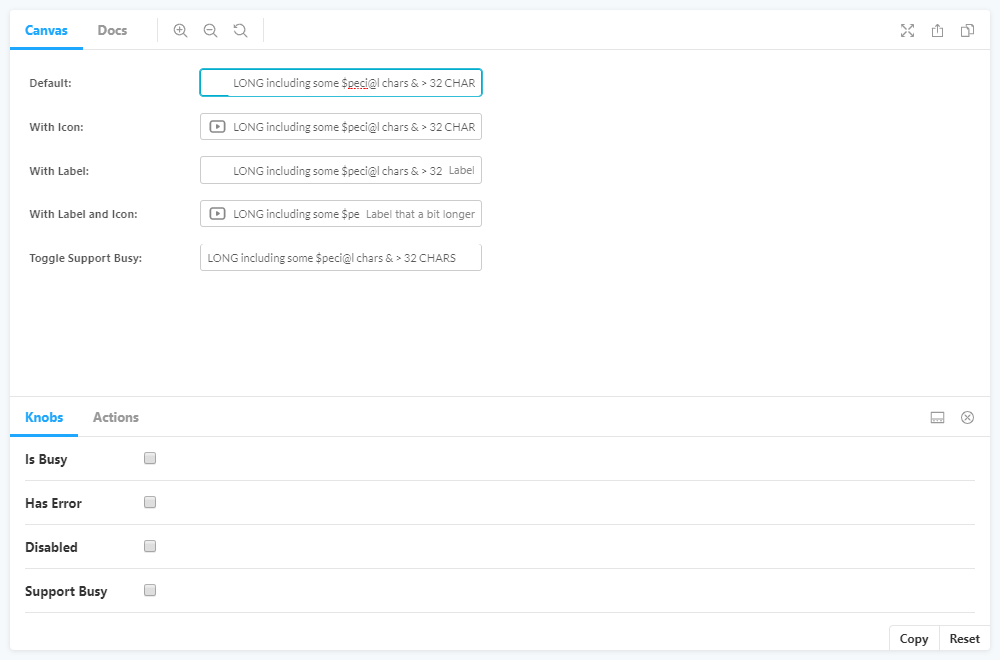 Canvas Docs
Default: LONG including some $peci@l chars & > 32 CHAR
With Icon: LONG including some $peci@l chars & > 32 CHAR
With Label: LONG including some $peci@l chars & > 32 Label
With Label and Icon: LONG including some $pe Label that a bit longer
Toggle Support Busy: LONG including some $peci@l chars & > 32 CHARS
Knobs Actions
Is Busy
Has Error
Disabled
Support Busy
Copy Reset